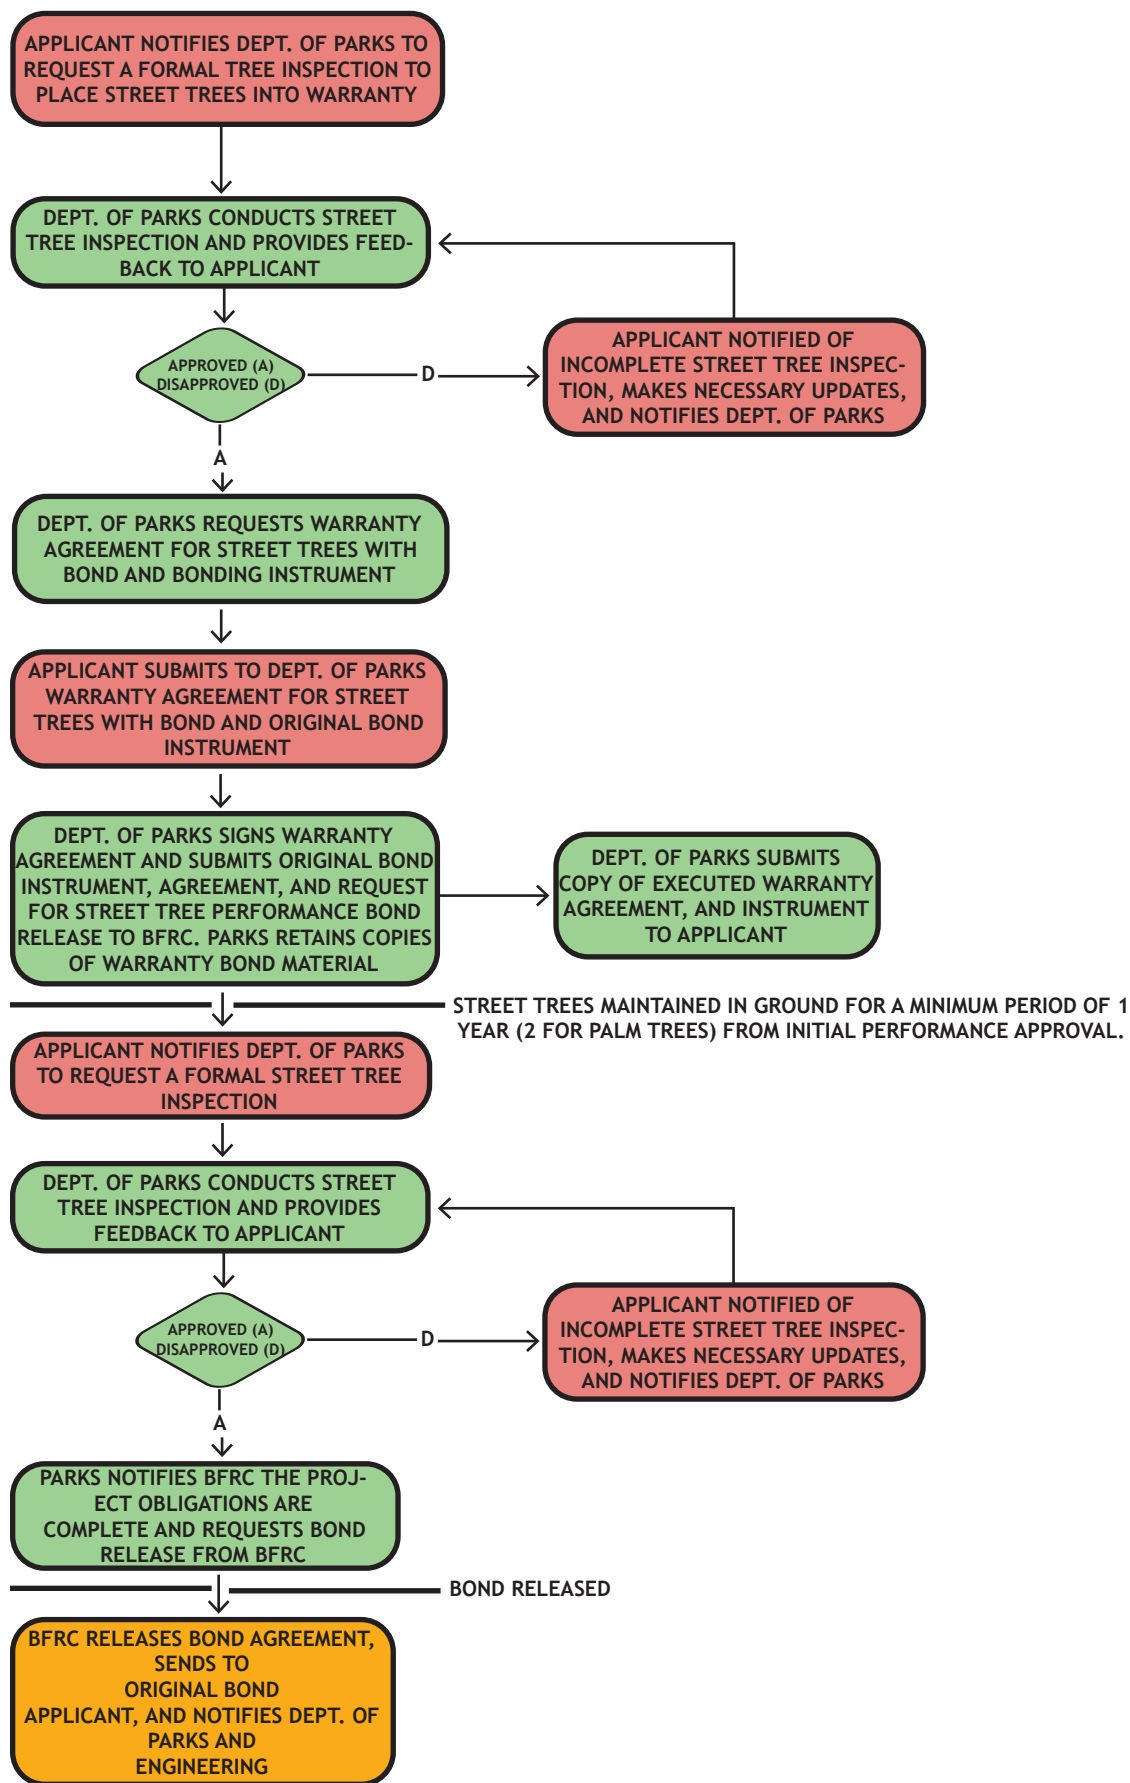 APPLICANT NOTIFIES DEPT. OF PARKS TO
REQUEST A FORMAL TREE INSPECTION TO
PLACE STREET TREES INTO WARRANTY
DEPT. OF PARKS CONDUCTS STREET
TREE INSPECTION AND PROVIDES FEED-
BACK TO APPLICANT
APPROVED (A)
DISAPPROVED (D)
D
APPLICANT NOTIFIED OF
INCOMPLETE STREET TREE INSPEC-
TION, MAKES NECESSARY UPDATES,
AND NOTIFIES DEPT. OF PARKS
A
DEPT. OF PARKS REQUESTS WARRANTY
AGREEMENT FOR STREET TREES WITH
BOND AND BONDING INSTRUMENT
APPLICANT SUBMITS TO DEPT. OF PARKS
WARRANTY AGREEMENT FOR STREET
TREES WITH BOND AND ORIGINAL BOND
INSTRUMENT
DEPT. OF PARKS SIGNS WARRANTY
AGREEMENT AND SUBMITS ORIGINAL BOND
INSTRUMENT, AGREEMENT, AND REQUEST
FOR STREET TREE PERFORMANCE BOND
RELEASE TO BFRC. PARKS RETAINS COPIES
OF WARRANTY BOND MATERIAL
DEPT. OF PARKS SUBMITS
COPY OF EXECUTED WARRANTY
AGREEMENT, AND INSTRUMENT
TO APPLICANT
STREET TREES MAINTAINED IN GROUND FOR A MINIMUM PERIOD OF 1
YEAR (2 FOR PALM TREES) FROM INITIAL PERFORMANCE APPROVAL.
APPLICANT NOTIFIES DEPT. OF PARKS
TO REQUEST A FORMAL STREET TREE
INSPECTION
DEPT. OF PARKS CONDUCTS STREET
TREE INSPECTION AND PROVIDES
FEEDBACK TO APPLICANT
APPROVED (A)
DISAPPROVED (D)
D
APPLICANT NOTIFIED OF
INCOMPLETE STREET TREE INSPEC-
TION, MAKES NECESSARY UPDATES,
AND NOTIFIES DEPT. OF PARKS
A
PARKS NOTIFIES BFRC THE PROJ-
ECT OBLIGATIONS ARE
COMPLETE AND REQUESTS BOND
RELEASE FROM BFRC
BOND RELEASED
BFRC RELEASES BOND AGREEMENT,
SENDS TO
ORIGINAL BOND
APPLICANT, AND NOTIFIES DEPT. OF
PARKS AND
ENGINEERING